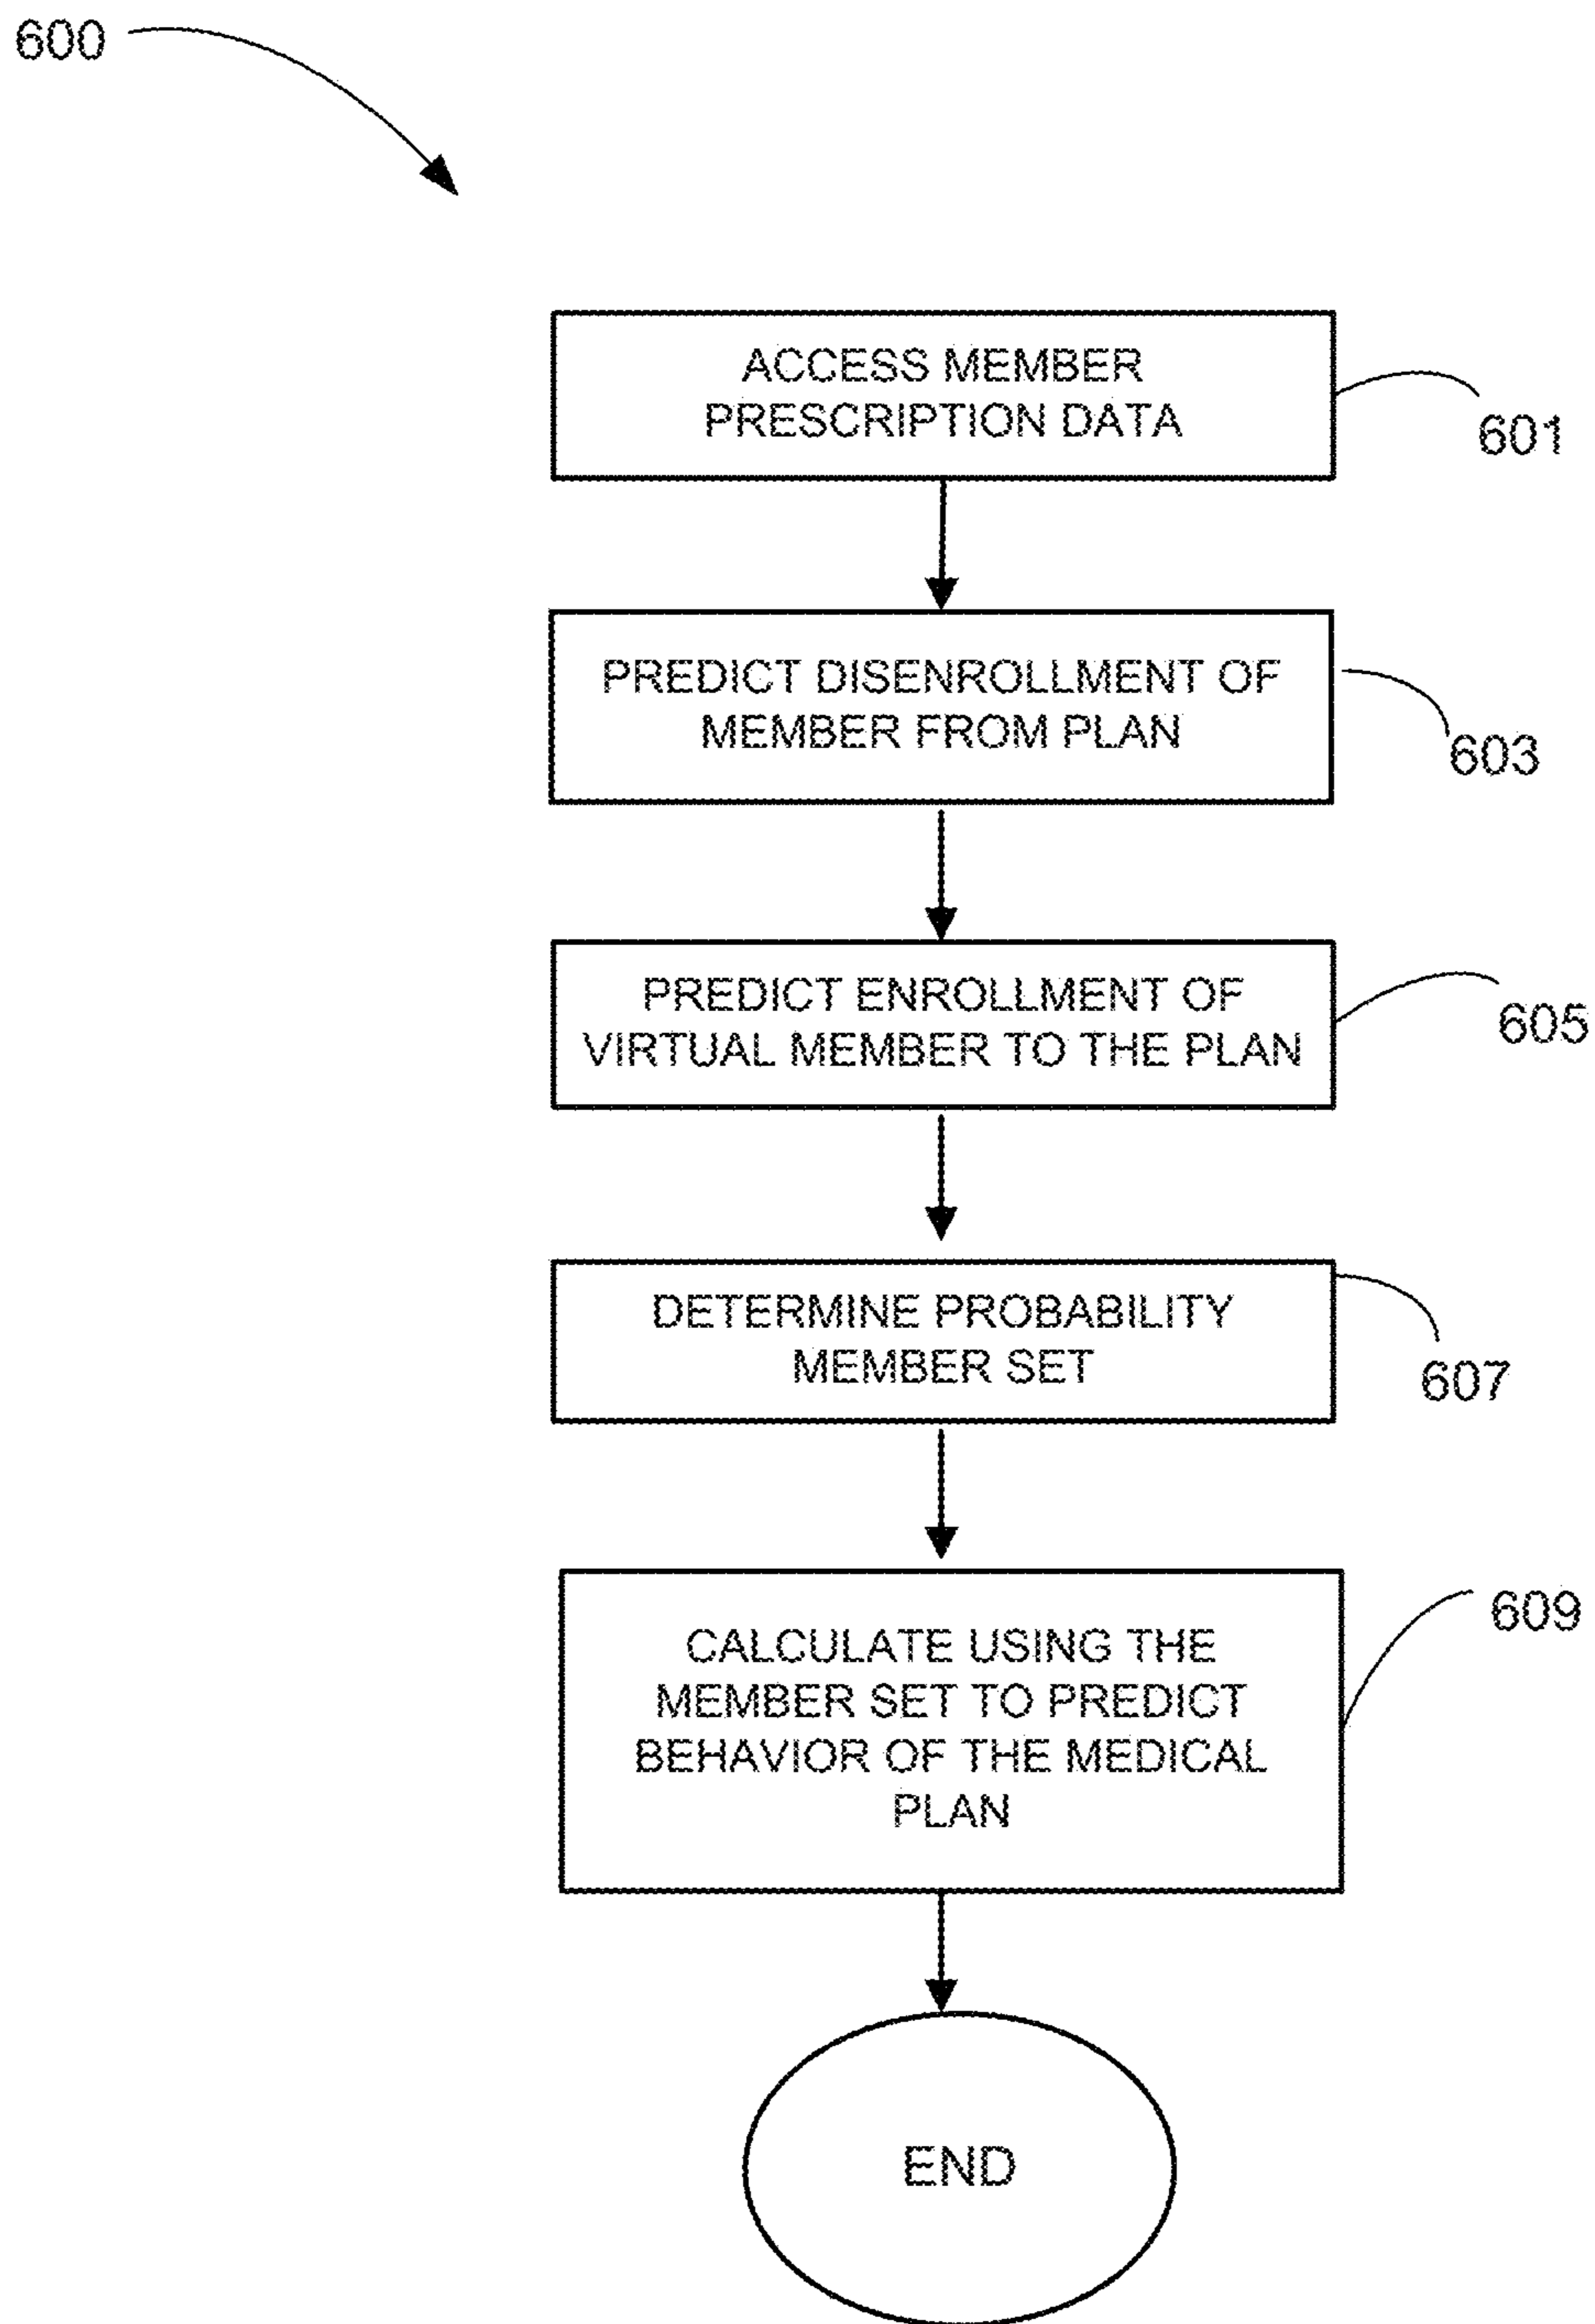 600
ACCESS MEMBER
PRESCRIPTION DATA
601
PREDICT DISENROLLMENT OF
MEMBER FROM PLAN
603
PREDICT ENROLLMENT OF
VIRTUAL MEMBER TO THE PLAN
605
DETERMINE PROBABILITY
MEMBER SET
607
CALCULATE USING THE
MEMBER SET TO PREDICT
BEHAVIOR OF THE MEDICAL
PLAN
609
END